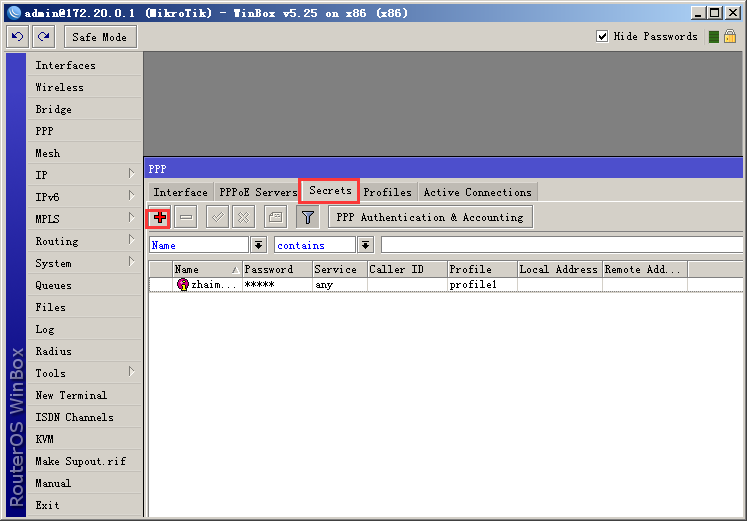 admin@172.20.0.1 (MikroTik) - WinBox v5.25 on x86 (x86)
Safe Mode
Hide Passwords
Interfaces
Wireless
Bridge
PPP
Mesh
IP
IPv6
MPLS
Routing
System
Queues
Files
Log
Radius
Tools
New Terminal
ISDN Channels
KVM
Make Supout.rif
Manual
Exit
RouterOS WinBox
PPP
Interface PPPoE Servers Secrets Profiles Active Connections
PPP Authentication & Accounting
Name contains
Name Password Service Caller ID Profile Local Address Remote Add...
zhaim... ***** any profile1